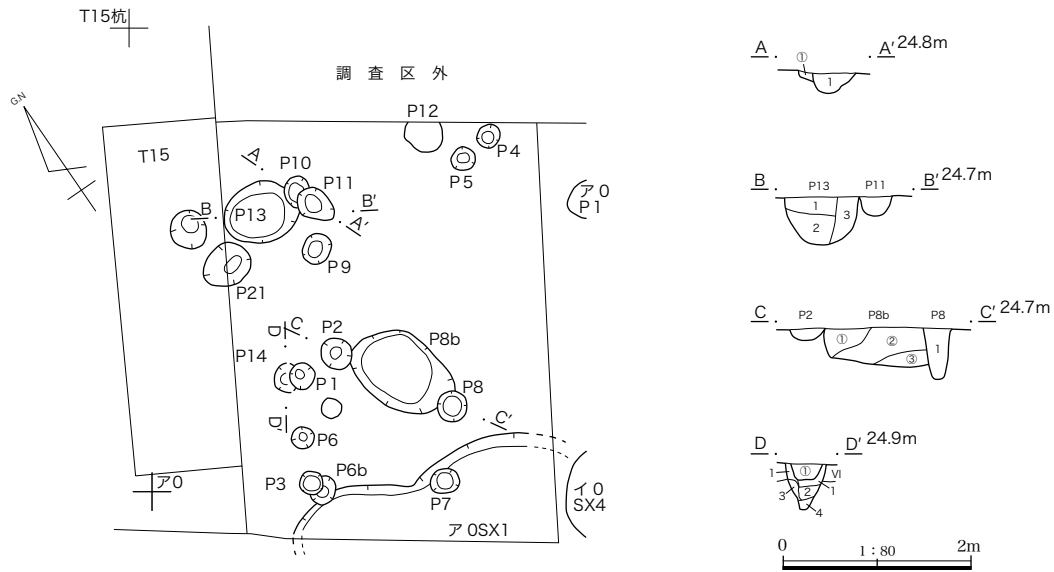 T15杭
調査区外
G.N
T15
P12
P4
P5
ア0
P1
A
P10
P11
B
P13
B'
A'
P9
P21
D
C
P2
P8b
P14
P1
P8
C'
D'
P6
P3
P6b
P7
ア0
イ0
SX4
ア0SX1
A A' 24.8m
①
1
B P13 P11 B' 24.7m
1
2
3
C P2 P8b P8 C' 24.7m
① ② 1
③
D D' 24.9m
1 ① VI
3 2 1
4
0 1:80 2m